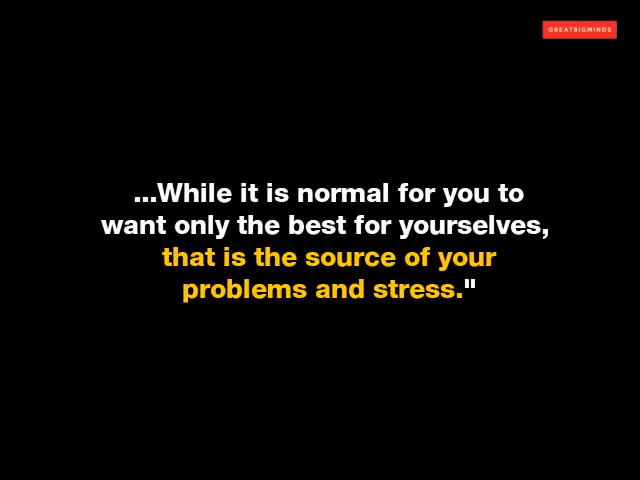 GREATBIGMINDS
...While it is normal for you to
want only the best for yourselves,
that is the source of your
problems and stress."